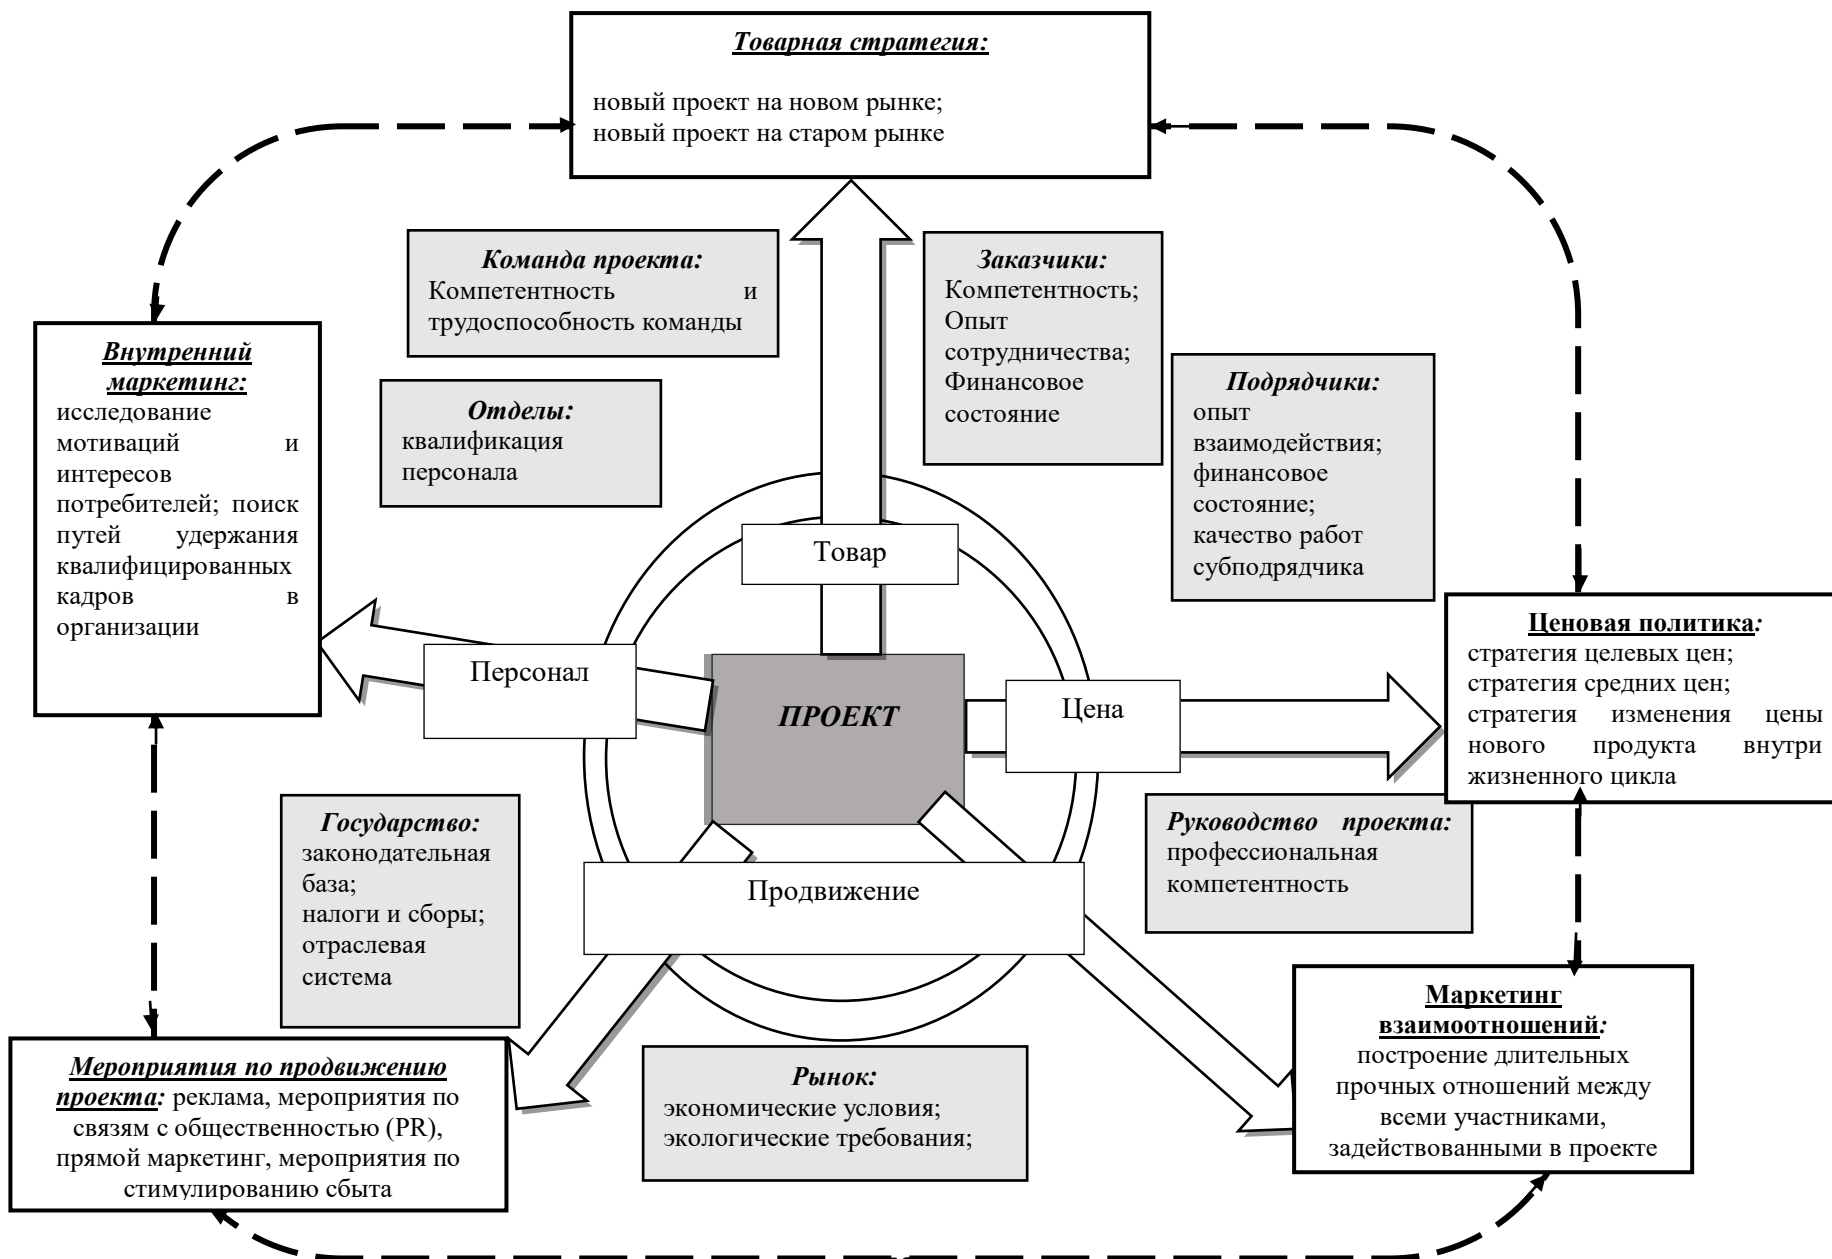 Товарная стратегия:
новый проект на новом рынке;
новый проект на старом рынке
Команда проекта:
Компетентность и
трудоспособность команды
Заказчики:
Компетентность;
Опыт
сотрудничества;
Финансовое
состояние
Внутренний
маркетинг:
исследование
мотиваций и
интересов
потребителей; поиск
путей удержания
квалифицированных
кадров в
организации
Отделы:
квалификация
персонала
Подрядчики:
опыт
взаимодействия;
финансовое
состояние;
качество работ
субподрядчика
Товар
Персонал
ПРОЕКТ
Цена
Ценовая политика:
стратегия целевых цен;
стратегия средних цен;
стратегия изменения цены
нового продукта внутри
жизненного цикла
Государство:
законодательная
база;
налоги и сборы;
отраслевая
система
Продвижение
Руководство проекта:
профессиональная
компетентность
Мероприятия по продвижению
проекта: реклама, мероприятия по
связям с общественностью (PR),
прямой маркетинг, мероприятия по
стимулированию сбыта
Рынок:
экономические условия;
экологические требования;
Маркетинг
взаимоотношений:
построение длительных
прочных отношений между
всеми участниками,
задействованными в проекте